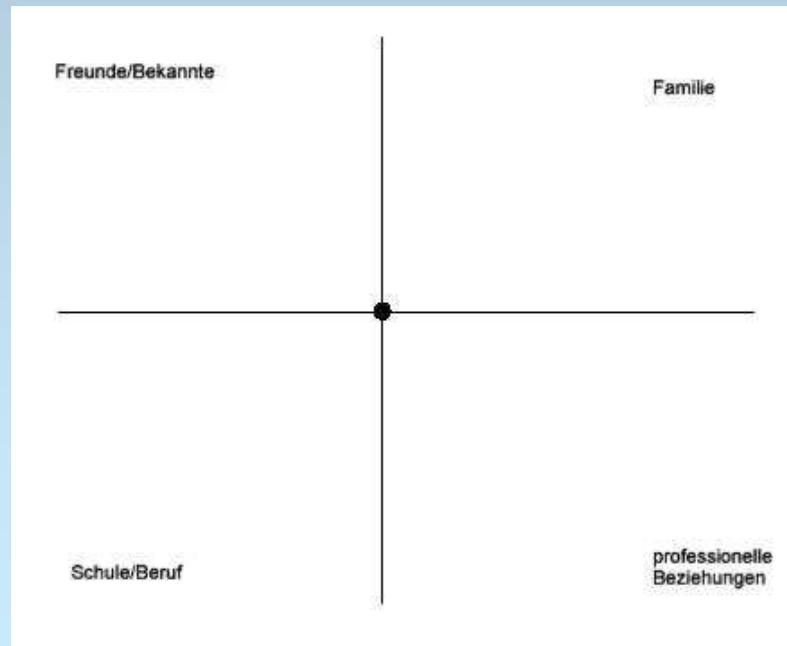 Freunde/Bekannte
Familie
Schule/Beruf
professionelle
Beziehungen